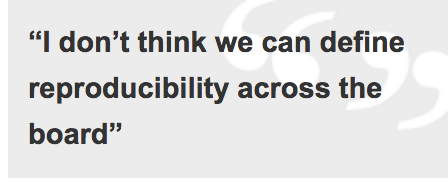 “I don’t think we can define
reproducibility across the
board”